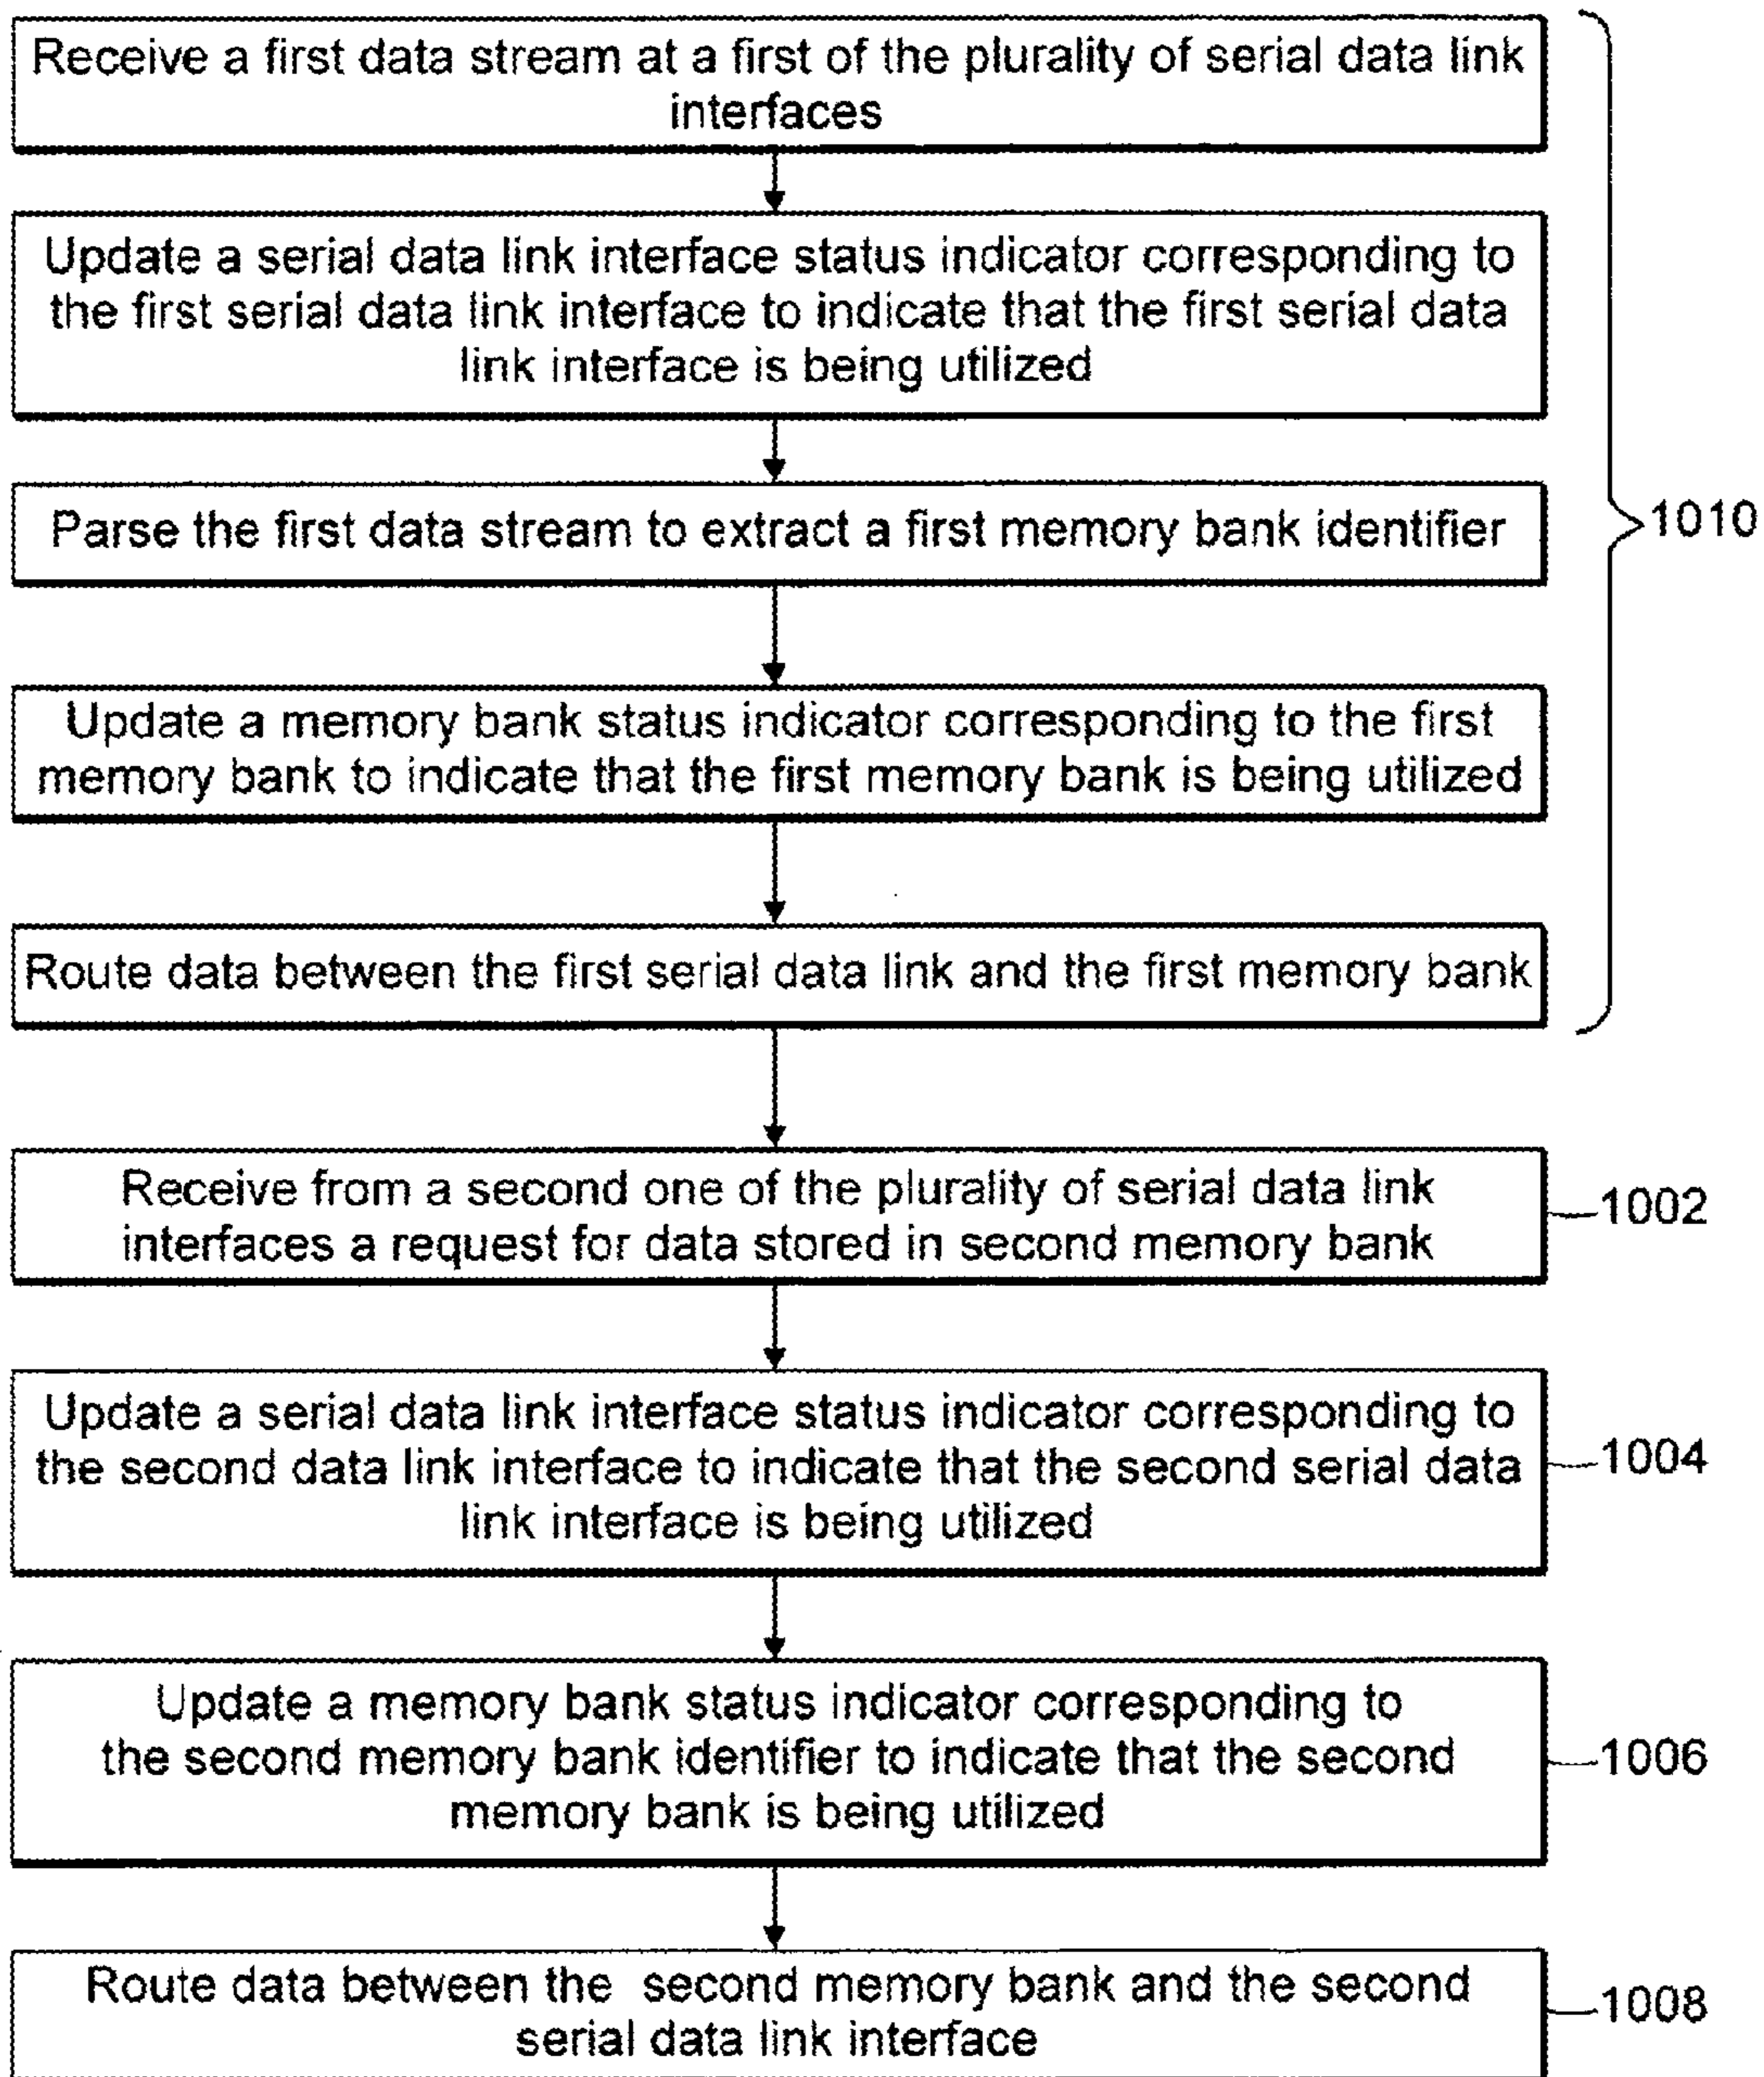 Receive a first data stream at a first of the plurality of serial data link
interfaces
Update a serial data link interface status indicator corresponding to
the first serial data link interface to indicate that the first serial data
link interface is being utilized
Parse the first data stream to extract a first memory bank identifier
1010
Update a memory bank status indicator corresponding to the first
memory bank to indicate that the first memory bank is being utilized
Route data between the first serial data link and the first memory bank
Receive from a second one of the plurality of serial data link
interfaces a request for data stored in second memory bank
1002
Update a serial data link interface status indicator corresponding to
the second data link interface to indicate that the second serial data
link interface is being utilized
1004
Update a memory bank status indicator corresponding to
the second memory bank identifier to indicate that the second
memory bank is being utilized
1006
Route data between the second memory bank and the second
serial data link interface
1008